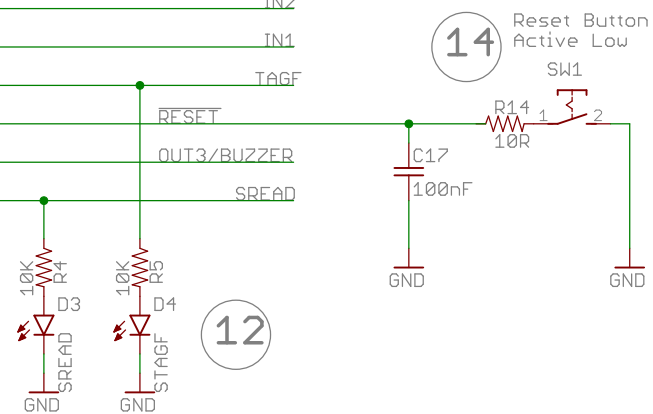 IN2
IN1
TAGF
RESET
OUT3/BUZZER
SREAD
14
Reset Button
Active Low
SW1
R14
1
2
10R
C17
100nF
GND
GND
10K
R4
D3
SREAD
GND
10K
R5
D4
STAGF
GND
12